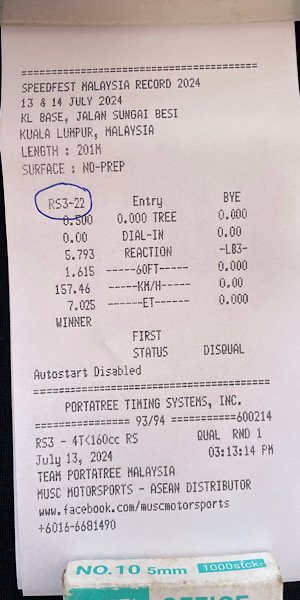 SPEEDFEST MALAYSIA RECORD 2024
13 & 14 JULY 2024
KL BASE, JALAN SUNGAI BESI
KUALA LUMPUR, MALAYSIA
LENGTH : 201M
SURFACE : NO-PREP
RS3-22 Entry BYE
0.500 0.000 TREE 0.000
0.00 DIAL-IN 0.00
5.793 REACTION -LB3-
1.615 -----60FT------ 0.000
157.46 -----KM/H------ 0.00
7.025 ------ET------- 0.000
WINNER
FIRST
STATUS DISQUAL
Autostart Disabled
PORTATREE TIMING SYSTEMS, INC.
================ 93/94 ===========600214
RS3 - 4T<160cc RS QUAL RND 1
July 13, 2024 03:13:14 PM
TEAM PORTATREE MALAYSIA
MUSC MOTORSPORTS - ASEAN DISTRIBUTOR
www.facebook.com/muscmotorsports
+6016-6681490
NO.10 5mm 1000stck-
OFFICE